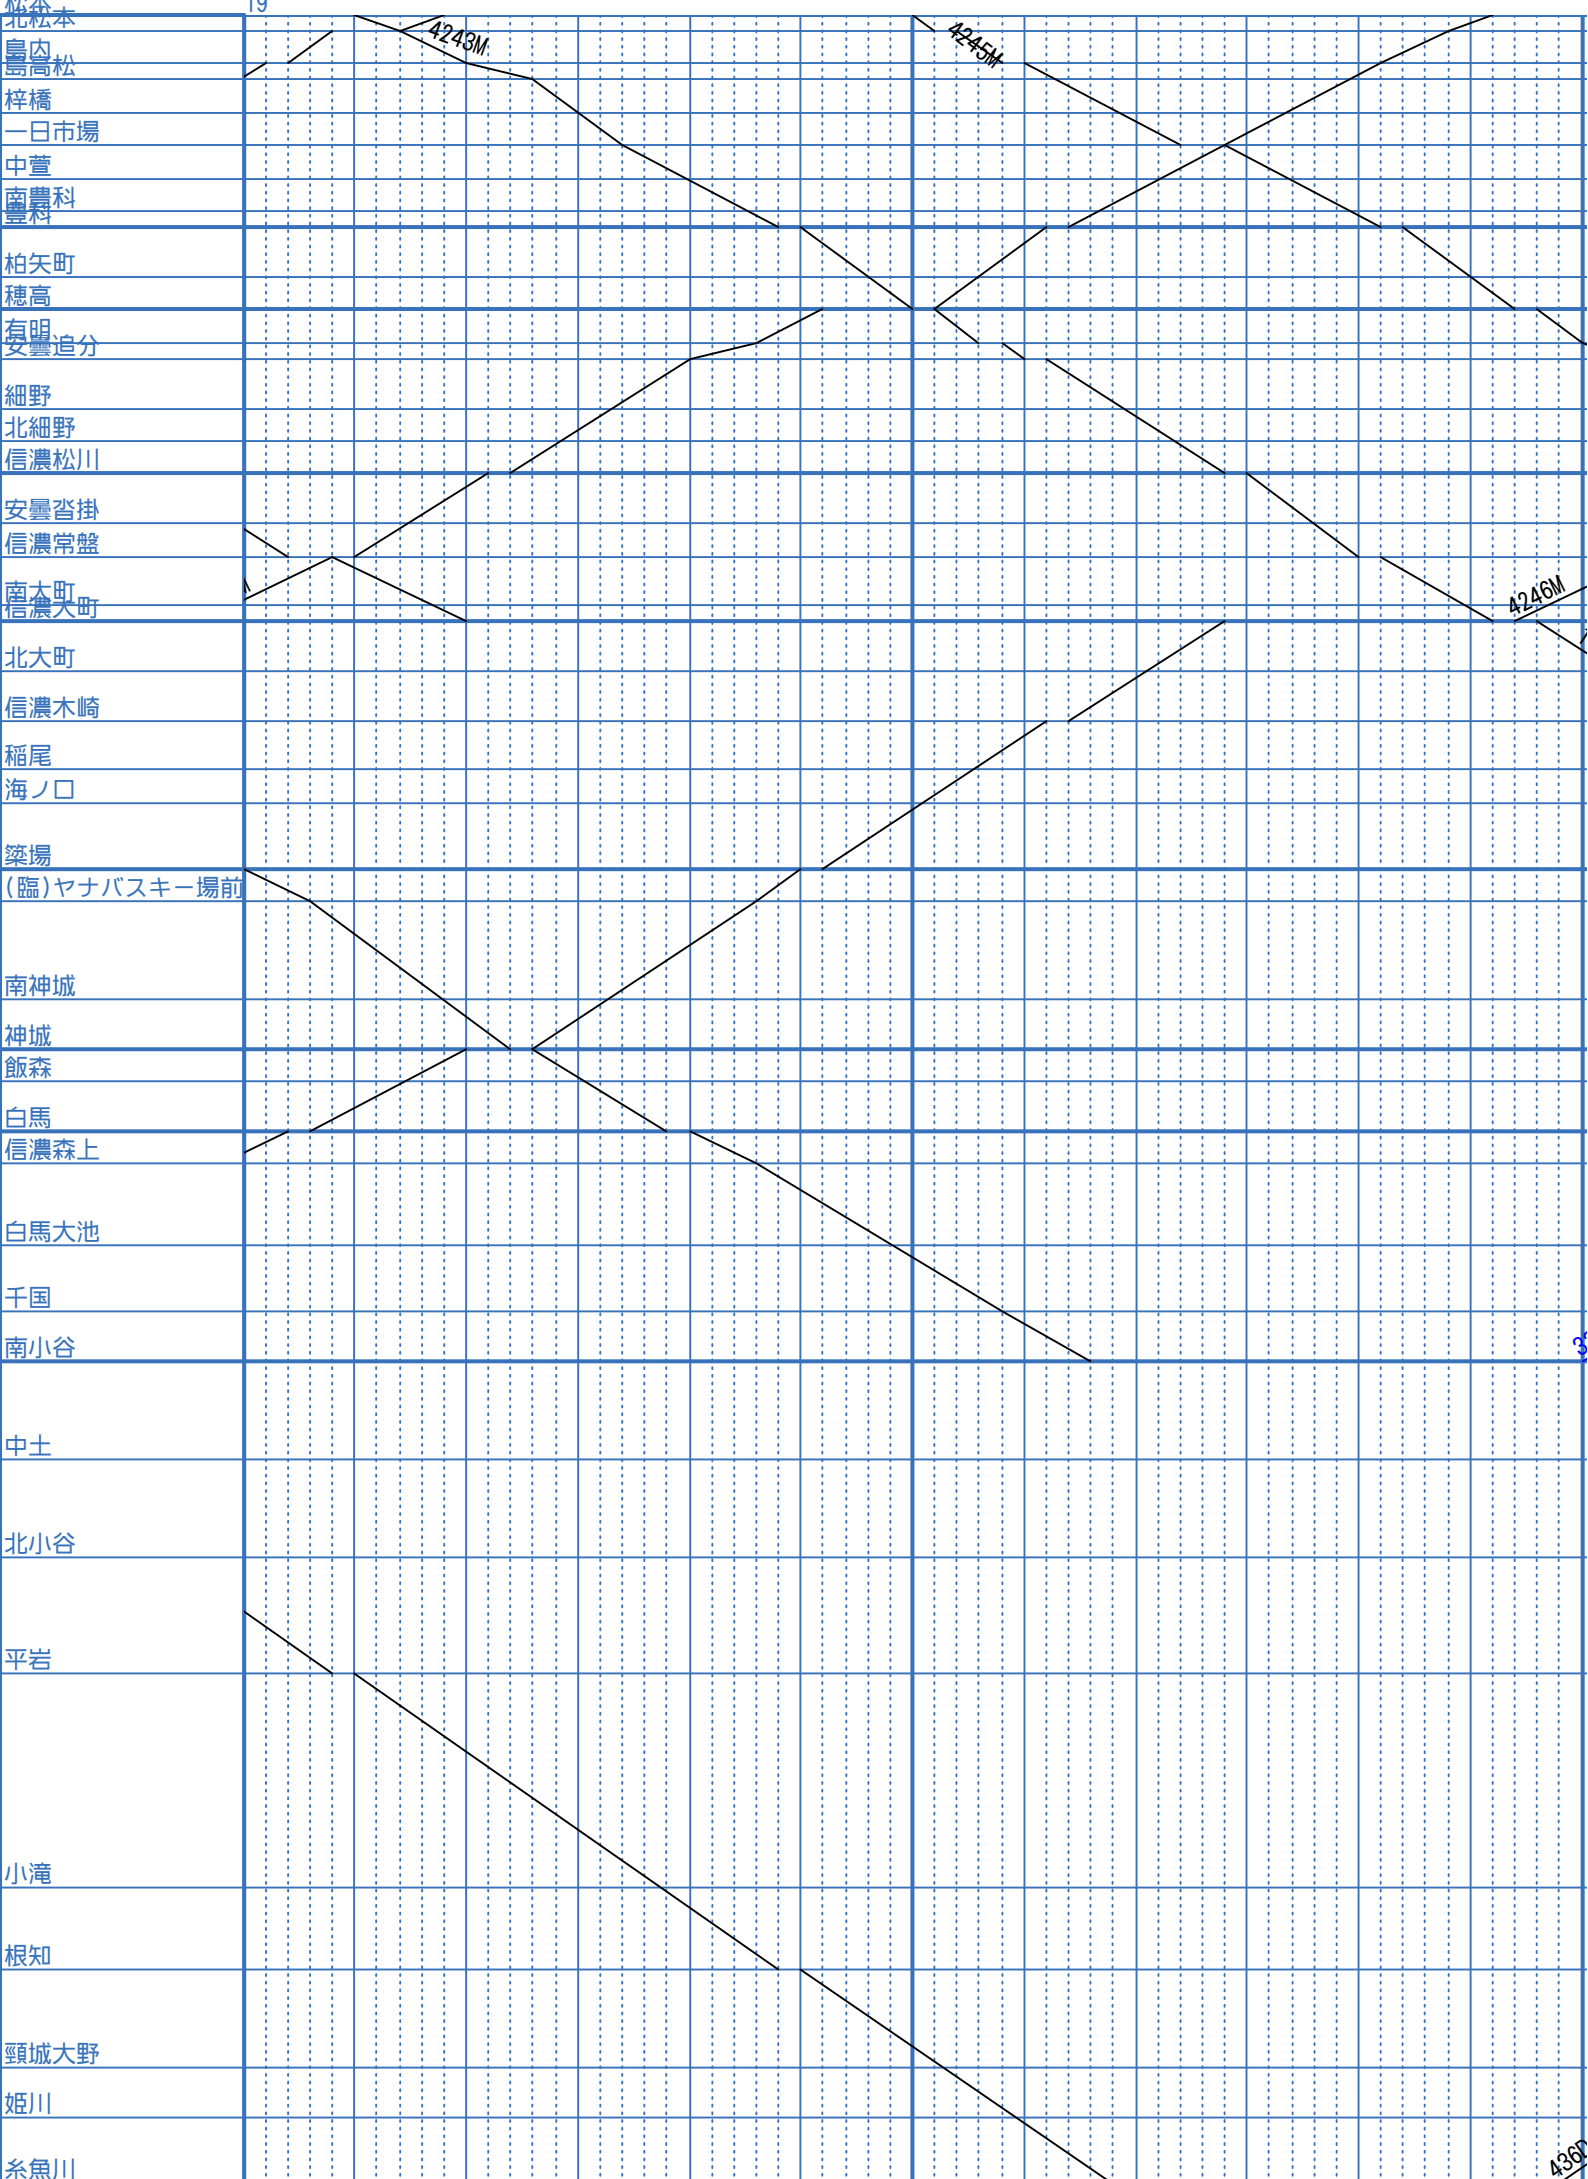 松本
19
北松本
島内
島高松
梓橋
一日市場
中萱
南豊科
豊科
柏矢町
穂高
有明
安曇追分
細野
北細野
信濃松川
安曇沓掛
信濃常盤
南大町
信濃大町
北大町
信濃木崎
稲尾
海ノ口
簗場
(臨)ヤナバスキー場前
南神城
神城
飯森
白馬
信濃森上
白馬大池
千国
南小谷
中土
北小谷
平岩
小滝
根知
頸城大野
姫川
糸魚川
4243M
4245M
4246M
436D